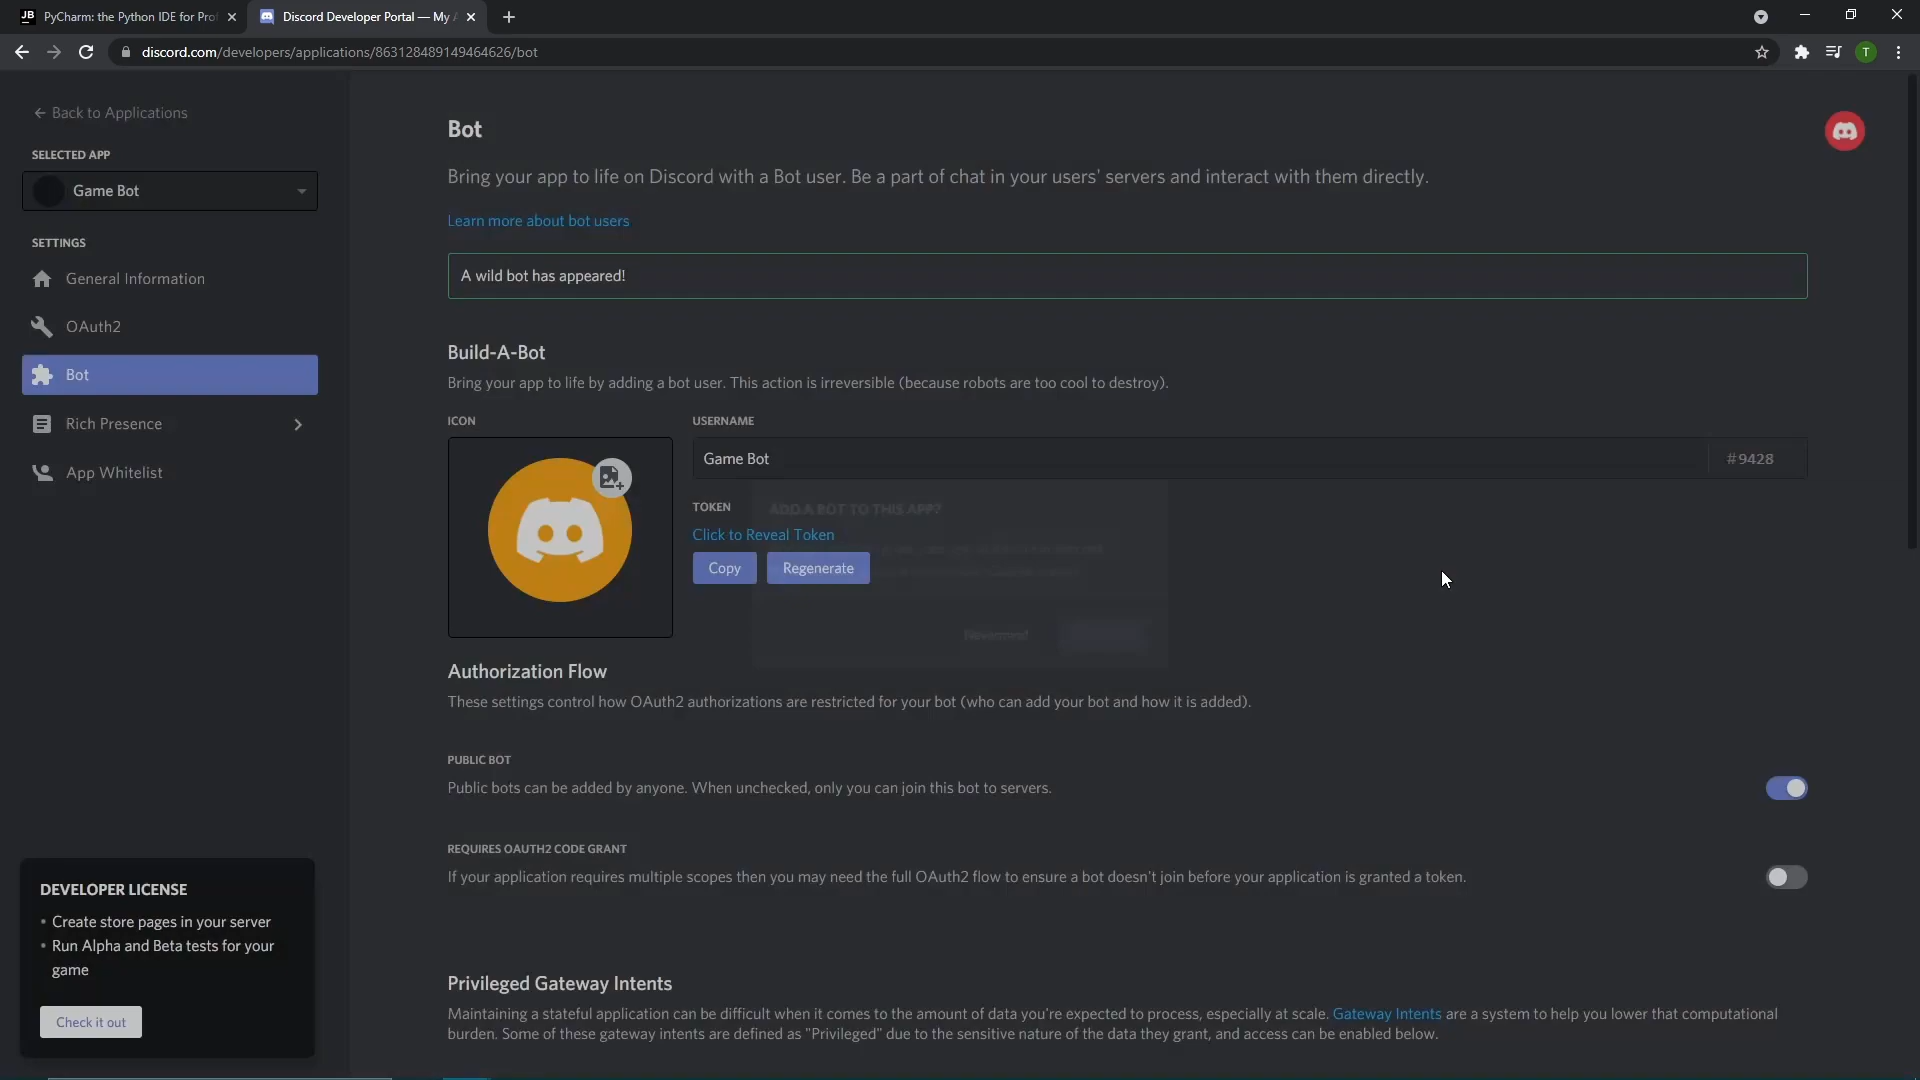 PyCharm: the Python IDE for Pro
Discord Developer Portal — My A
discord.com/developers/applications/863128489149464626/bot
T
Back to Applications
SELECTED APP
Game Bot
SETTINGS
General Information
OAuth2
Bot
Rich Presence
App Whitelist
DEVELOPER LICENSE
• Create store pages in your server
• Run Alpha and Beta tests for your
game
Check it out
Bot
Bring your app to life on Discord with a Bot user. Be a part of chat in your users' servers and interact with them directly.
Learn more about bot users
A wild bot has appeared!
Build-A-Bot
Bring your app to life by adding a bot user. This action is irreversible (because robots are too cool to destroy).
ICON
USERNAME
Game Bot
#9428
TOKEN
ADD A BOT TO THIS APP?
Click to Reveal Token
Copy
Regenerate
Nevermind
Authorization Flow
These settings control how OAuth2 authorizations are restricted for your bot (who can add your bot and how it is added).
PUBLIC BOT
Public bots can be added by anyone. When unchecked, only you can join this bot to servers.
REQUIRES OAUTH2 CODE GRANT
If your application requires multiple scopes then you may need the full OAuth2 flow to ensure a bot doesn't join before your application is granted a token.
Privileged Gateway Intents
Maintaining a stateful application can be difficult when it comes to the amount of data you're expected to process, especially at scale. Gateway Intents are a system to help you lower that computational
burden. Some of these gateway intents are defined as "Privileged" due to the sensitive nature of the data they grant, and access can be enabled below.